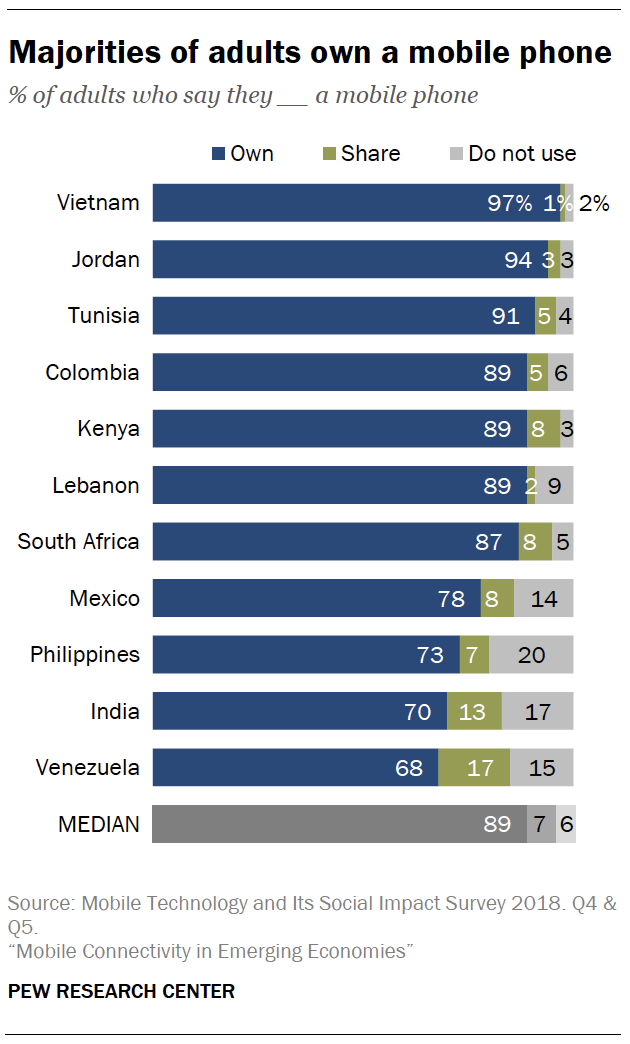 Majorities of adults own a mobile phone
% of adults who say they __ a mobile phone
Own Share Do not use
Vietnam 97% 1% 2%
Jordan 94 3 3
Tunisia 91 5 4
Colombia 89 5 6
Kenya 89 8 3
Lebanon 89 2 9
South Africa 87 8 5
Mexico 78 8 14
Philippines 73 7 20
India 70 13 17
Venezuela 68 17 15
MEDIAN 89 7 6
Source: Mobile Technology and Its Social Impact Survey 2018. Q4 &
Q5.
“Mobile Connectivity in Emerging Economies”
PEW RESEARCH CENTER